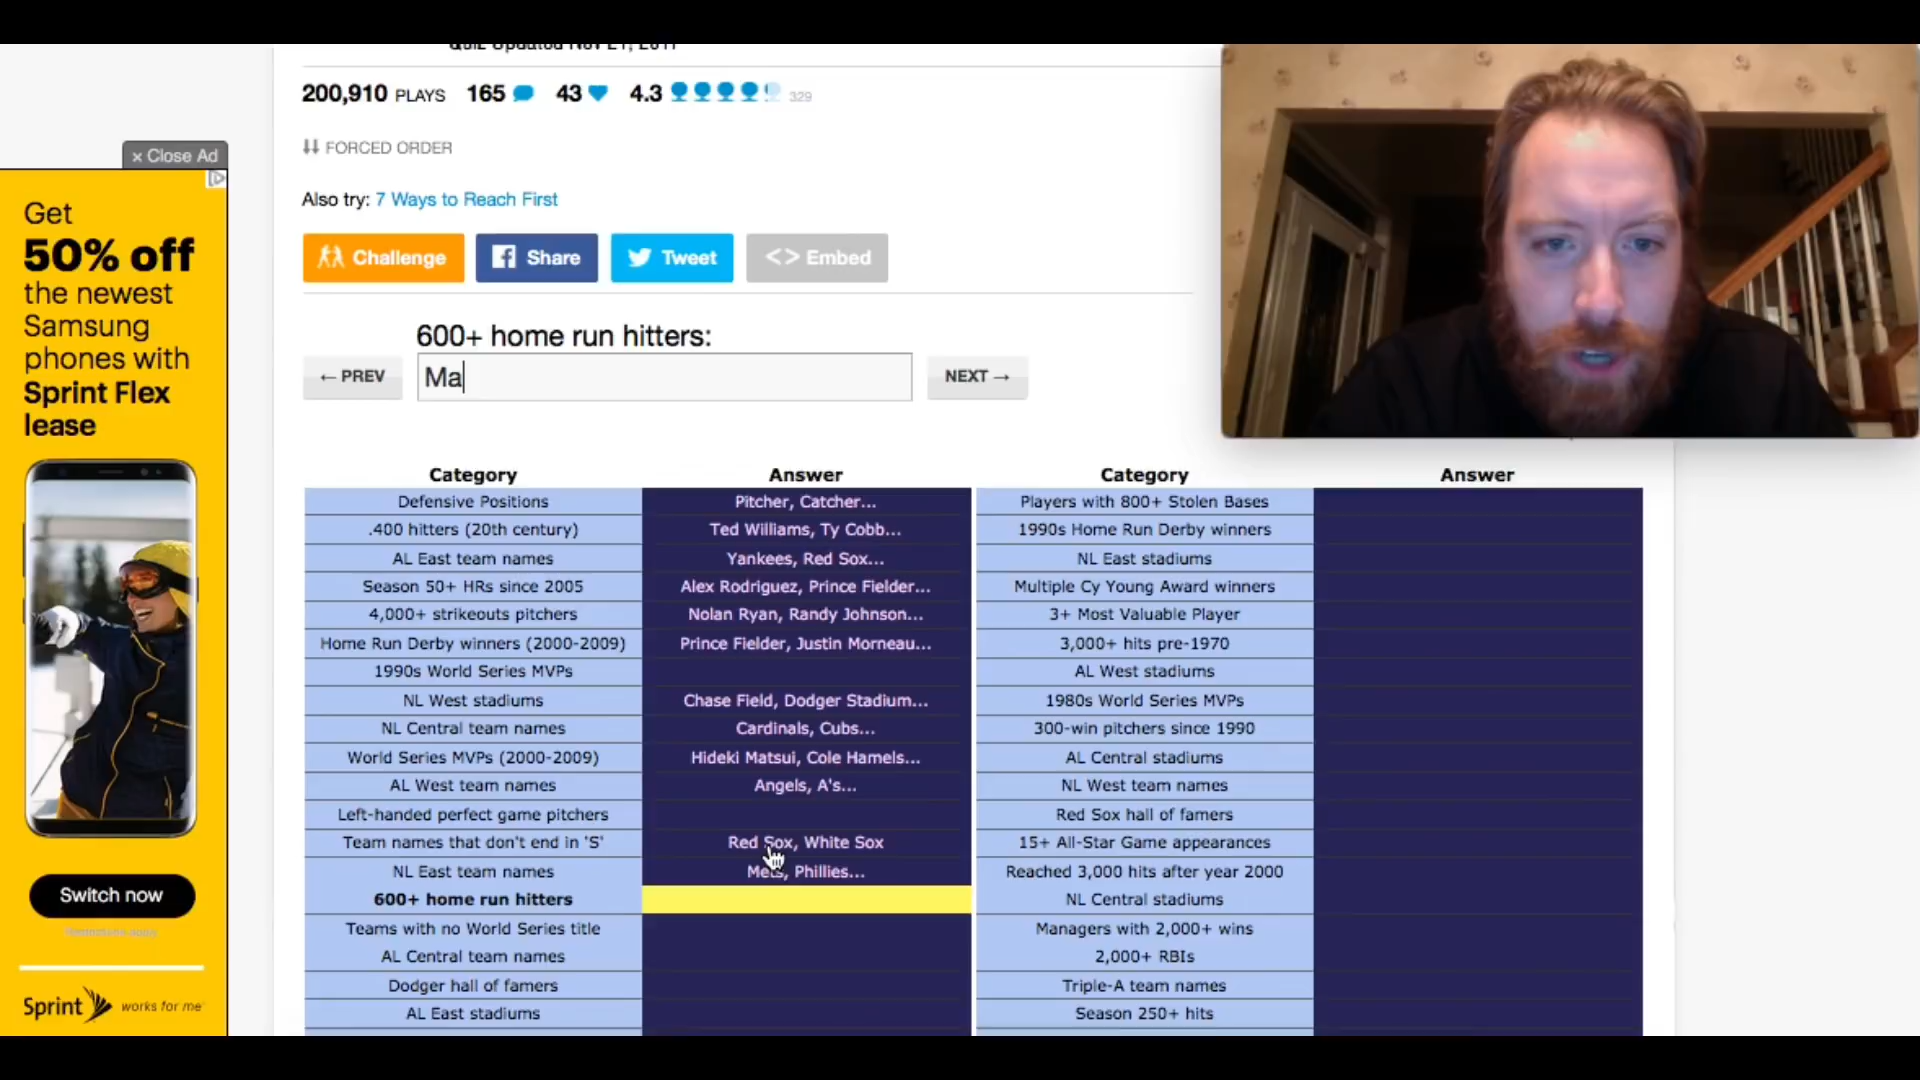 Quiz Updated Nov 21, 2017
200,910 PLAYS 165 43 4.3 329
FORCED ORDER
Also try: 7 Ways to Reach First
Challenge Share Tweet <> Embed
600+ home run hitters:
← PREV Ma NEXT →
× Close Ad
Get
50% off
the newest
Samsung
phones with
Sprint Flex
lease
Switch now
Restrictions apply
Sprint works for me
Category Answer Category Answer
Defensive Positions Pitcher, Catcher... Players with 800+ Stolen Bases
.400 hitters (20th century) Ted Williams, Ty Cobb... 1990s Home Run Derby winners
AL East team names Yankees, Red Sox... NL East stadiums
Season 50+ HRs since 2005 Alex Rodriguez, Prince Fielder... Multiple Cy Young Award winners
4,000+ strikeouts pitchers Nolan Ryan, Randy Johnson... 3+ Most Valuable Player
Home Run Derby winners (2000-2009) Prince Fielder, Justin Morneau... 3,000+ hits pre-1970
1990s World Series MVPs AL West stadiums
NL West stadiums Chase Field, Dodger Stadium... 1980s World Series MVPs
NL Central team names Cardinals, Cubs... 300-win pitchers since 1990
World Series MVPs (2000-2009) Hideki Matsui, Cole Hamels... AL Central stadiums
AL West team names Angels, A's... NL West team names
Left-handed perfect game pitchers Red Sox hall of famers
Team names that don't end in 'S' Red Sox, White Sox 15+ All-Star Game appearances
NL East team names Mets, Phillies... Reached 3,000 hits after year 2000
600+ home run hitters NL Central stadiums
Teams with no World Series title Managers with 2,000+ wins
AL Central team names 2,000+ RBIs
Dodger hall of famers Triple-A team names
AL East stadiums Season 250+ hits